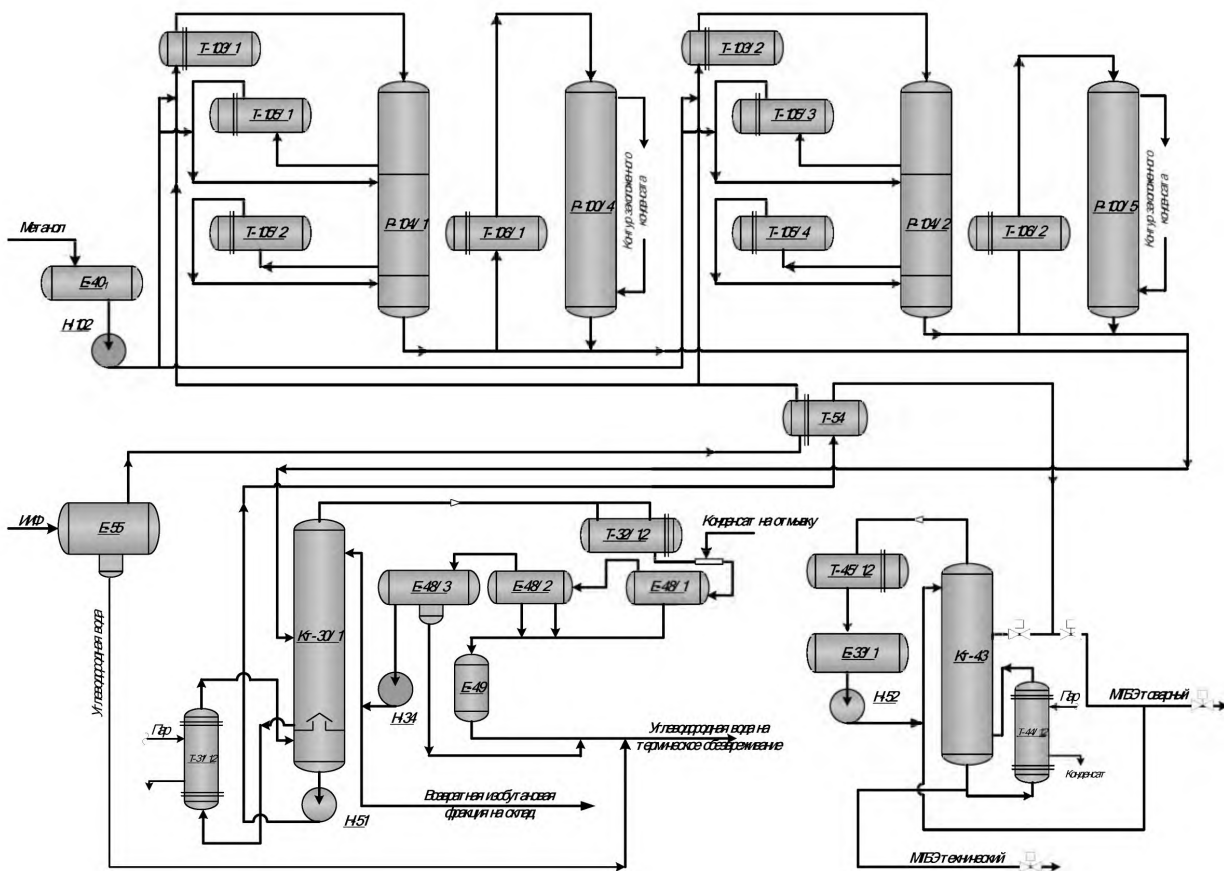 Т-103/1
Т-103/2
Т-105/1
Т-105/3
Р-104/1
Р-100/4
Контур захоложенного
конденсата
Р-104/2
Р-100/5
Контур захоложенного
конденсата
Т-105/2
Т-106/1
Т-105/4
Т-106/2
Метанол
Е-40₁
Н-102
Т-54
ИИФ
Е-55
Т-32/1,2
Конденсат на отмывку
Е-48/3
Е-48/2
Е-48/1
Т-45/1,2
Углеводородная вода
Кт-30/1
Е-33/1
Кт-43
Е-49
Н-34
Н-52
Пар
Т-31/1,2
Пар
Т-44/1,2
МТБЭ товарный
Углеводородная вода на
термическое обезвреживание
Конденсат
Возвратная изобутановая
фракция на склад
Н-51
МТБЭ технический